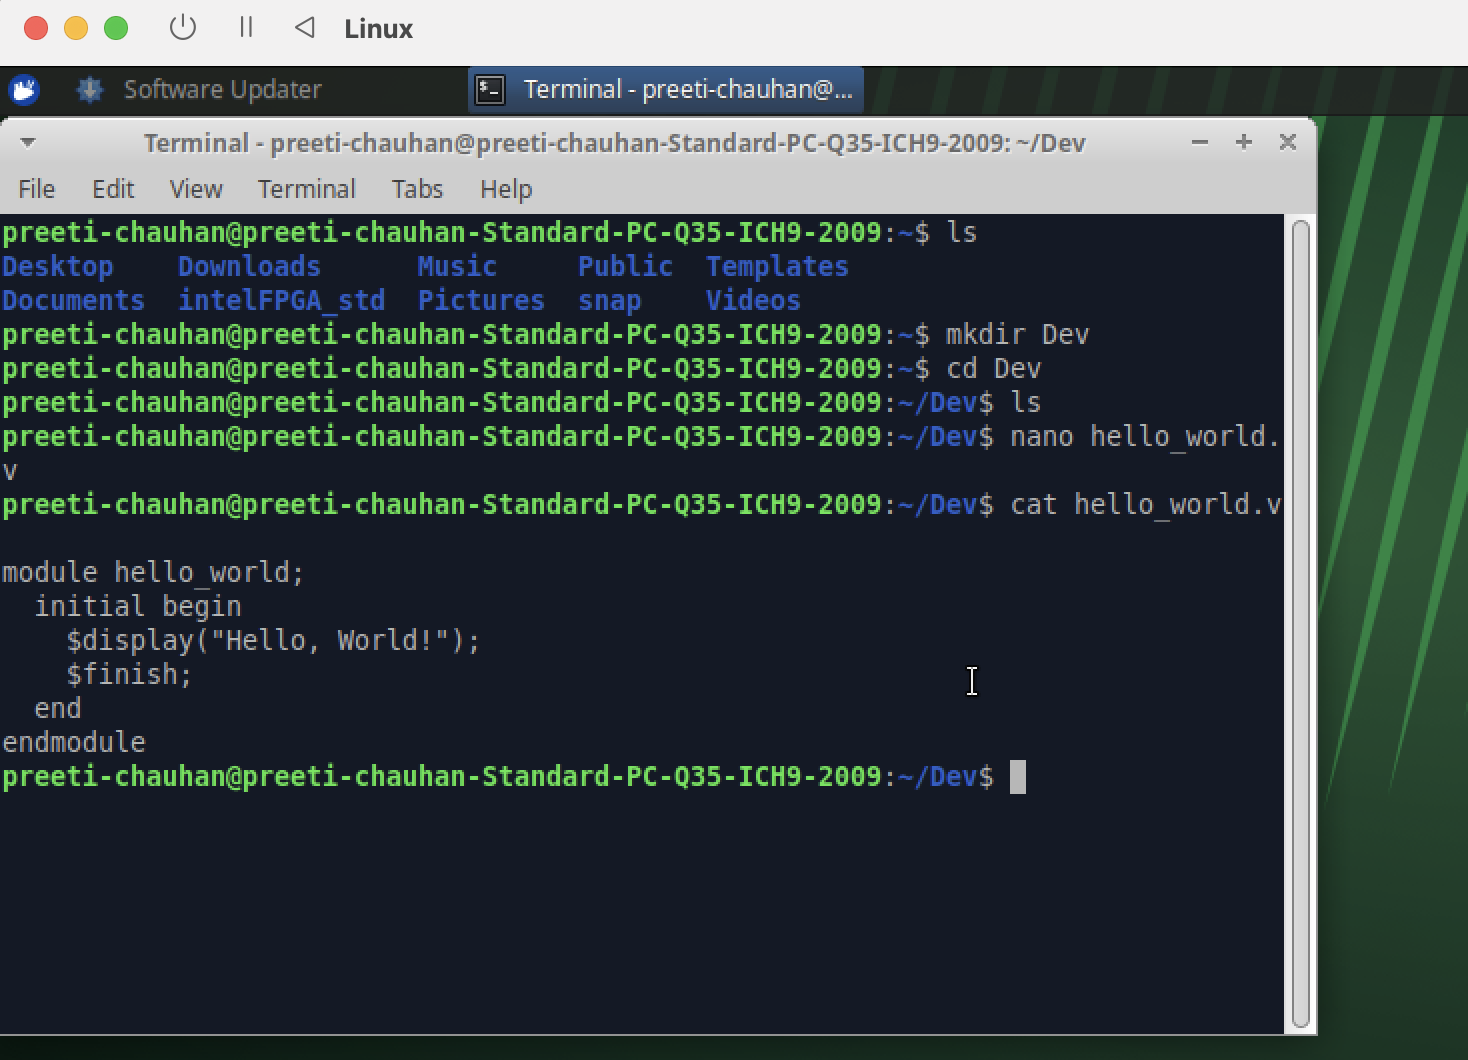 Linux
Software Updater
Terminal - preeti-chauhan@...
Terminal - preeti-chauhan@preeti-chauhan-Standard-PC-Q35-ICH9-2009: ~/Dev
File Edit View Terminal Tabs Help
preeti-chauhan@preeti-chauhan-Standard-PC-Q35-ICH9-2009:~$ ls
Desktop    Downloads      Music     Public  Templates
Documents  intelFPGA_std  Pictures  snap    Videos
preeti-chauhan@preeti-chauhan-Standard-PC-Q35-ICH9-2009:~$ mkdir Dev
preeti-chauhan@preeti-chauhan-Standard-PC-Q35-ICH9-2009:~$ cd Dev
preeti-chauhan@preeti-chauhan-Standard-PC-Q35-ICH9-2009:~/Dev$ ls
preeti-chauhan@preeti-chauhan-Standard-PC-Q35-ICH9-2009:~/Dev$ nano hello_world.
v
preeti-chauhan@preeti-chauhan-Standard-PC-Q35-ICH9-2009:~/Dev$ cat hello_world.v
module hello_world;
  initial begin
    $display("Hello, World!");
    $finish;
  end
endmodule
preeti-chauhan@preeti-chauhan-Standard-PC-Q35-ICH9-2009:~/Dev$